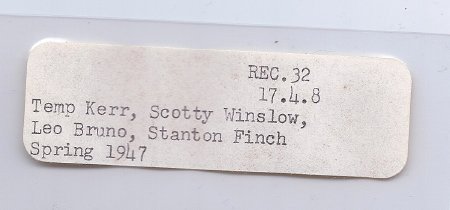 REC.32
17.4.8
Temp Kerr, Scotty Winslow,
Leo Bruno, Stanton Finch
Spring 1947